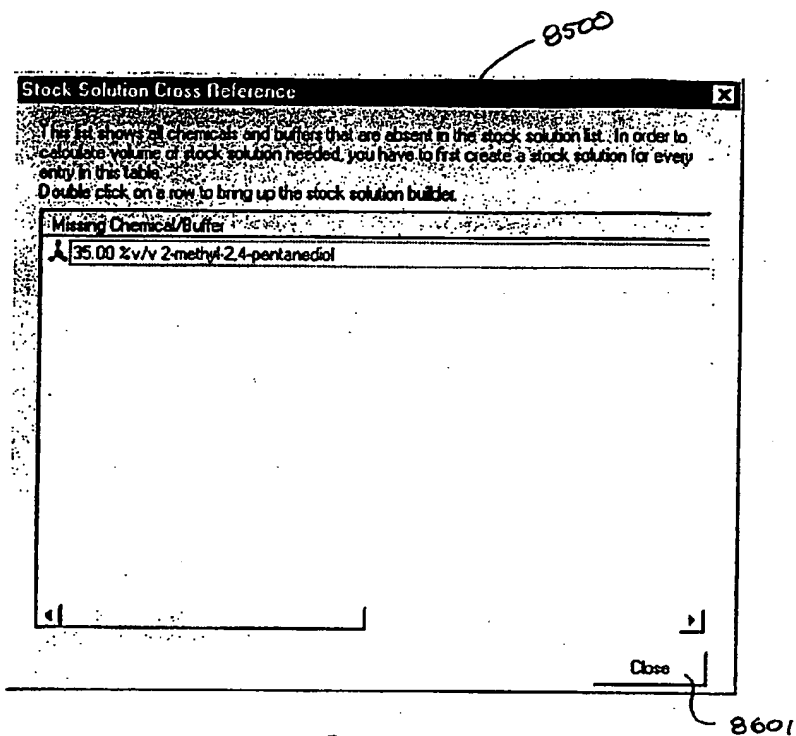 8500
Stock Solution Cross Reference
This list shows all chemicals and buffers that are absent in the stock solution list. In order to
calculate volume of stock solution needed, you have to first create a stock solution for every
entry in this table.
Double click on a row to bring up the stock solution builder.
Missing Chemical/Buffer
35.00 %v/v 2-methyl-2,4-pentanediol
Close
8601